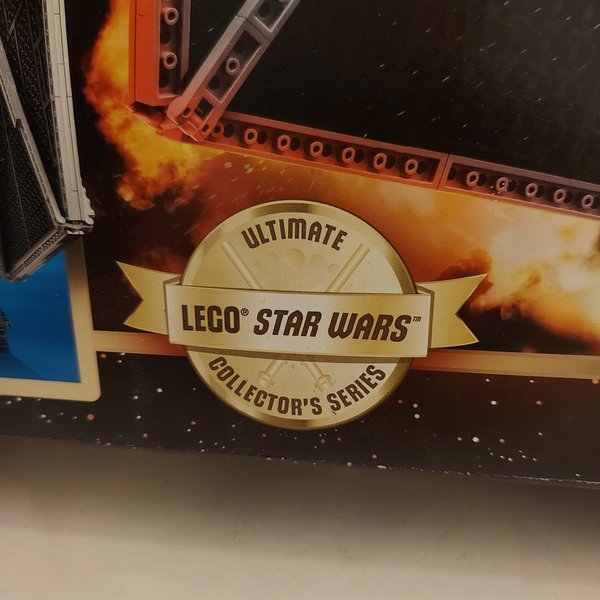 ULTIMATE
LEGO® STAR WARS™
COLLECTOR'S SERIES